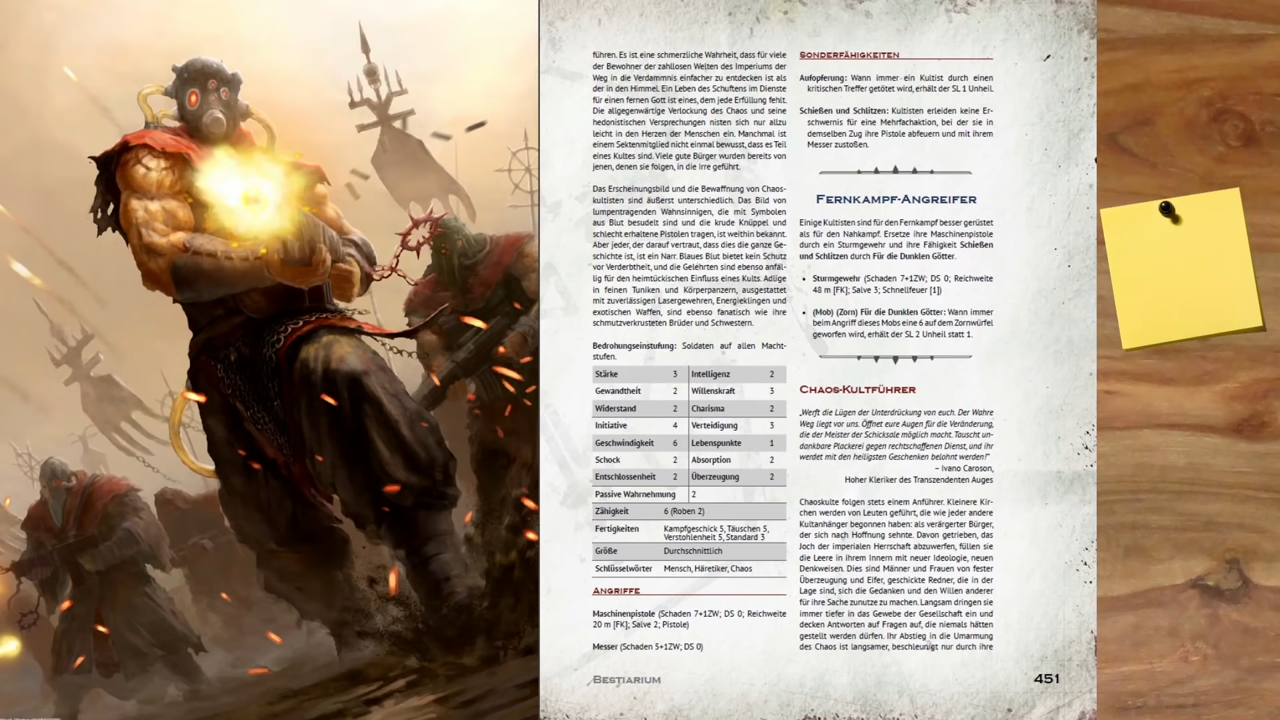 führen. Es ist eine schmerzliche Wahrheit, dass für viele
der Bewohner der zahllosen Welten des Imperiums der
Weg in die Verdammnis einfacher zu entdecken ist als
der in den Himmel. Ein Leben des Schuftens im Dienste
für einen fernen Gott ist eines, dem jede Erfüllung fehlt.
Die allgegenwärtige Verlockung des Chaos und seine
hedonistischen Versprechungen nisten sich nur allzu
leicht in den Herzen der Menschen ein. Manchmal ist
einem Sektenmitglied nicht einmal bewusst, dass es Teil
eines Kultes sind. Viele gute Bürger wurden bereits von
jenen, denen sie folgen, in die Irre geführt.
Das Erscheinungsbild und die Bewaffnung von Chaos-
kultisten sind äußerst unterschiedlich. Das Bild von
lumpentragenden Wahnsinnigen, die mit Symbolen
aus Blut besudelt sind und die krude Knüppel und
schlecht erhaltene Pistolen tragen, ist weithin bekannt.
Aber jeder, der darauf vertraut, dass dies die ganze Ge-
schichte ist, ist ein Narr. Blaues Blut bietet kein Schutz
vor Verderbtheit, und die Gelehrten sind ebenso anfäl-
lig für den heimtückischen Einfluss eines Kults. Adlige
in feinen Tuniken und Körperpanzern, ausgestattet
mit zuverlässigen Lasergewehren, Energieklingen und
exotischen Waffen, sind ebenso fanatisch wie ihre
schmutzverkrusteten Brüder und Schwestern.
Bedrohungseinstufung: Soldaten auf allen Macht-
stufen.
Stärke 3 Intelligenz 2
Gewandtheit 2 Willenskraft 3
Widerstand 2 Charisma 2
Initiative 4 Verteidigung 3
Geschwindigkeit 6 Lebenspunkte 1
Schock 2 Absorption 2
Entschlossenheit 2 Überzeugung 2
Passive Wahrnehmung 2
Zähigkeit 6 (Roben 2)
Fertigkeiten Kampfgeschick 5, Täuschen 5,
Verstohlenheit 5, Standard 3
Größe Durchschnittlich
Schlüsselwörter Mensch, Häretiker, Chaos
Angriffe
Maschinenpistole (Schaden 7+1ZW; DS 0; Reichweite
20 m [FK]; Salve 2; Pistole)
Messer (Schaden 5+1ZW; DS 0)
Sonderfähigkeiten
Aufopferung: Wann immer ein Kultist durch einen
kritischen Treffer getötet wird, erhält der SL 1 Unheil.
Schießen und Schlitzen: Kultisten erleiden keine Er-
schwernis für eine Mehrfachaktion, bei der sie in
demselben Zug ihre Pistole abfeuern und mit ihrem
Messer zustoßen.
Fernkampf-Angreifer
Einige Kultisten sind für den Fernkampf besser gerüstet
als für den Nahkampf. Ersetze ihre Maschinenpistole
durch ein Sturmgewehr und ihre Fähigkeit Schießen
und Schlitzen durch Für die Dunklen Götter.
• Sturmgewehr (Schaden 7+1ZW; DS 0; Reichweite
48 m [FK]; Salve 3; Schnellfeuer [1])
• (Mob) (Zorn) Für die Dunklen Götter: Wann immer
beim Angriff dieses Mobs eine 6 auf dem Zornwürfel
geworfen wird, erhält der SL 2 Unheil statt 1.
Chaos-Kultführer
„Werft die Lügen der Unterdrückung von euch. Der Wahre
Weg liegt vor uns. Öffnet eure Augen für die Veränderung,
die der Meister der Schicksale möglich macht. Tauscht un-
dankbare Plackerei gegen rechtschaffenen Dienst, und ihr
werdet mit den heiligsten Geschenken belohnt werden!“
– Ivano Caroson,
Hoher Kleriker des Transzendenten Auges
Chaoskulte folgen stets einem Anführer. Kleinere Kir-
chen werden von Leuten geführt, die wie jeder andere
Kultanhänger begonnen haben: als verärgerter Bürger,
der sich nach Hoffnung sehnte. Davon getrieben, das
Joch der imperialen Herrschaft abzuwerfen, füllen sie
die Leere in ihrem Innern mit neuer Ideologie, neuen
Denkweisen. Dies sind Männer und Frauen von fester
Überzeugung und Eifer, geschickte Redner, die in der
Lage sind, sich die Gedanken und den Willen anderer
für ihre Sache zunutze zu machen. Langsam dringen sie
immer tiefer in das Gewebe der Gesellschaft ein und
decken Antworten auf Fragen auf, die niemals hätten
gestellt werden dürfen. Ihr Abstieg in die Umarmung
des Chaos ist langsamer, beschleunigt nur durch ihre
Bestiarium
451